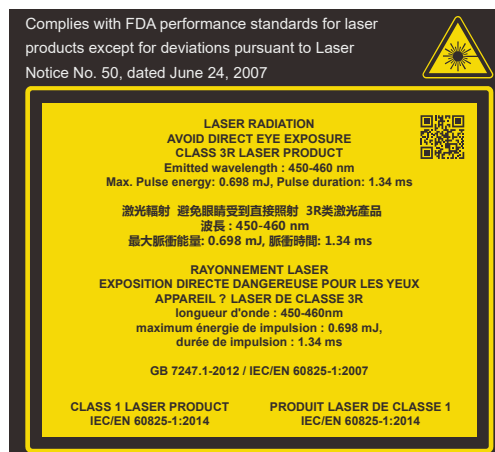 Complies with FDA performance standards for laser
products except for deviations pursuant to Laser
Notice No. 50, dated June 24, 2007
LASER RADIATION
AVOID DIRECT EYE EXPOSURE
CLASS 3R LASER PRODUCT
Emitted wavelength : 450-460 nm
Max. Pulse energy: 0.698 mJ, Pulse duration: 1.34 ms
激光輻射 避免眼睛受到直接照射 3R类激光產品
波長 : 450-460 nm
最大脈衝能量: 0.698 mJ, 脈衝時間: 1.34 ms
RAYONNEMENT LASER
EXPOSITION DIRECTE DANGEREUSE POUR LES YEUX
APPAREIL ? LASER DE CLASSE 3R
longueur d'onde : 450-460nm
maximum énergie de impulsion : 0.698 mJ,
durée de impulsion : 1.34 ms
GB 7247.1-2012 / IEC/EN 60825-1:2007
CLASS 1 LASER PRODUCT PRODUIT LASER DE CLASSE 1
IEC/EN 60825-1:2014 IEC/EN 60825-1:2014